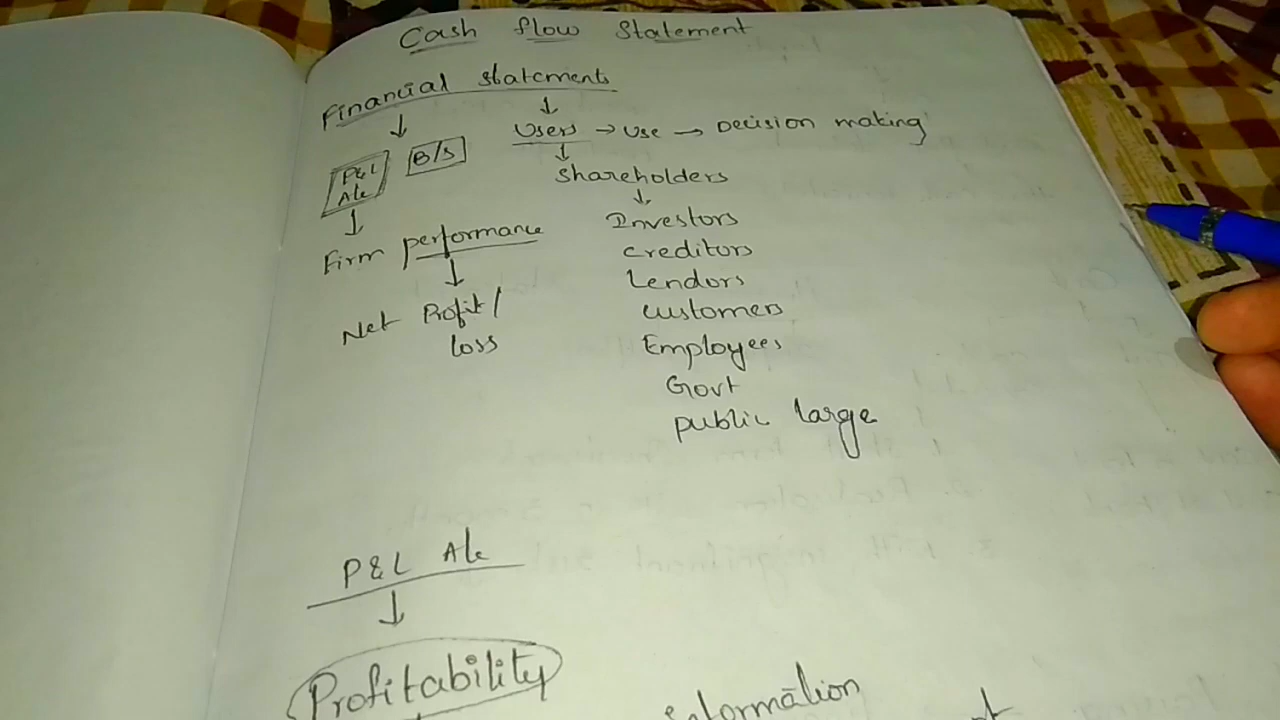 Cash flow Statement
Financial statements
↓ ↓
Users → Use → Decision making
P&L A/c B/S
↓
Shareholders
↓ ↓
Firm performance
↓
Net Profit/
loss
Investors
creditors
Lendors
customers
Employees
Govt
public large
P&L A/c
↓
Profitability